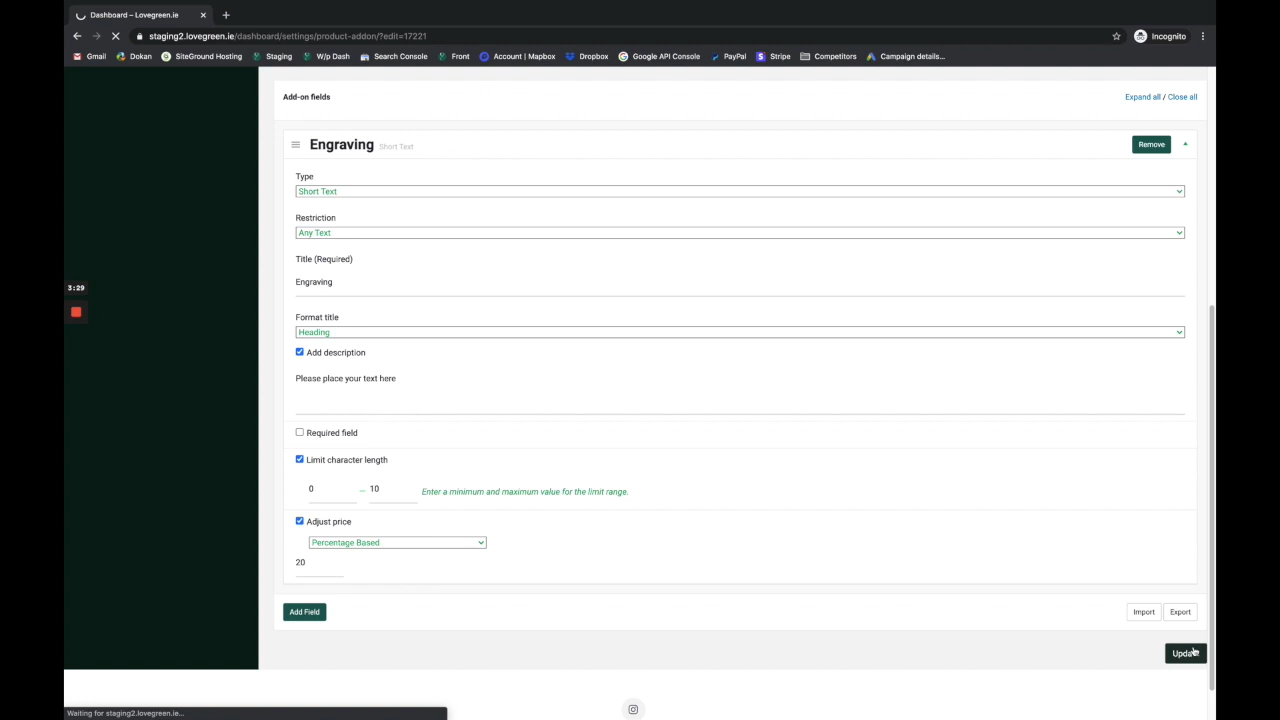 Dashboard – Lovegreen.ie
staging2.lovegreen.ie/dashboard/settings/product-addon/?edit=17221
Incognito
Gmail Dokan SiteGround Hosting Staging W/p Dash Search Console Front Account | Mapbox Dropbox Google API Console PayPal Stripe Competitors Campaign details...
Add-on fields
Expand all / Close all
Engraving Short Text
Remove
Type
Short Text
Restriction
Any Text
3:29
Title (Required)
Engraving
Format title
Heading
Add description
Please place your text here
Required field
Limit character length
0 – 10 Enter a minimum and maximum value for the limit range.
Adjust price
Percentage Based
20
Add Field
Import Export
Update
Waiting for staging2.lovegreen.ie...